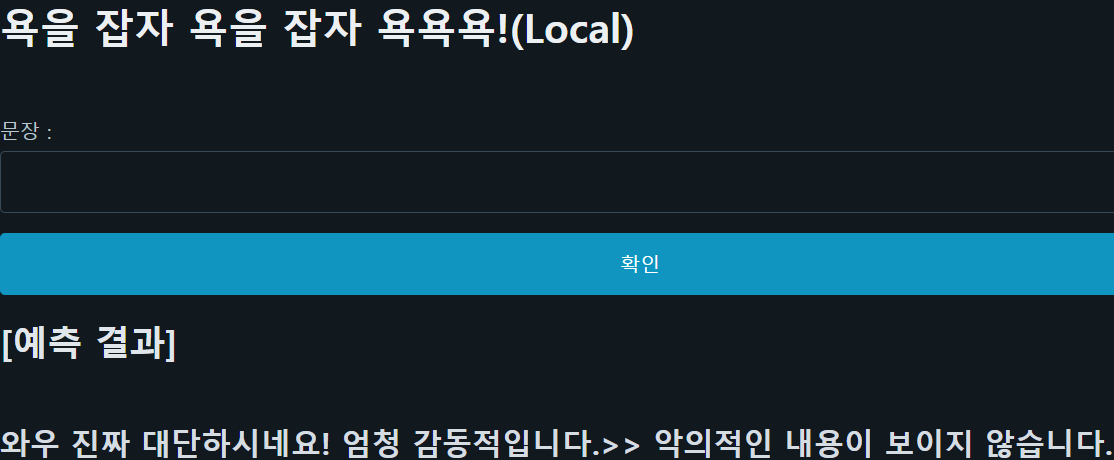 욕을 잡자 욕을 잡자 욕욕욕!(Local)
문장 :
확인
[예측 결과]
와우 진짜 대단하시네요! 엄청 감동적입니다.>> 악의적인 내용이 보이지 않습니다.